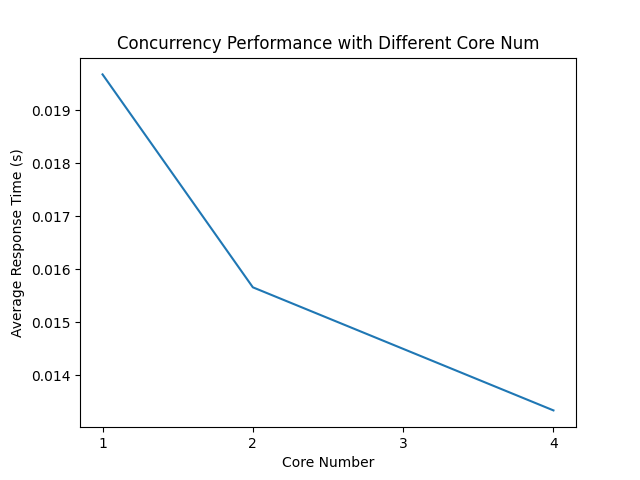 Concurrency Performance with Different Core Num
0.019
0.018
0.017
0.016
0.015
0.014
Average Response Time (s)
1 2 3 4
Core Number